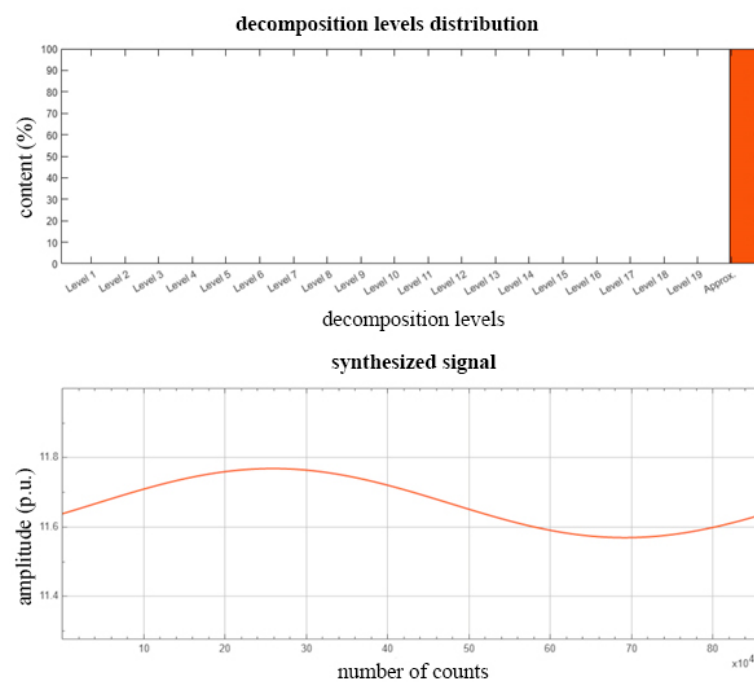 decomposition levels distribution
100
90
80
70
60
50
40
30
20
10
0
content (%)
Level 1 Level 2 Level 3 Level 4 Level 5 Level 6 Level 7 Level 8 Level 9 Level 10 Level 11 Level 12 Level 13 Level 14 Level 15 Level 16 Level 17 Level 18 Level 19 Approx.
decomposition levels
synthesized signal
11.8
11.6
11.4
amplitude (p.u.)
10 20 30 40 50 60 70 80
×10⁴
number of counts